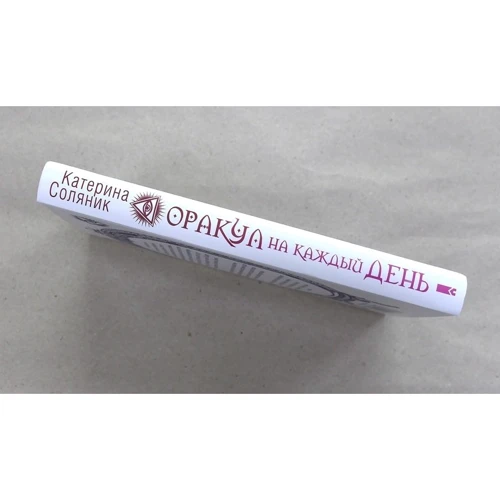 Катерина
Соляник
ОРАКУЛ НА КАЖДЫЙ ДЕНЬ